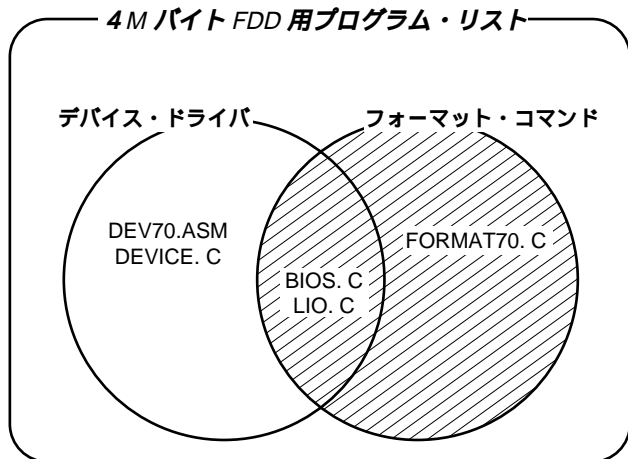 4 M バイト FDD 用プログラム・リスト
デバイス・ドライバ
フォーマット・コマンド
DEV70.ASM
DEVICE. C
BIOS. C
LIO. C
FORMAT70. C